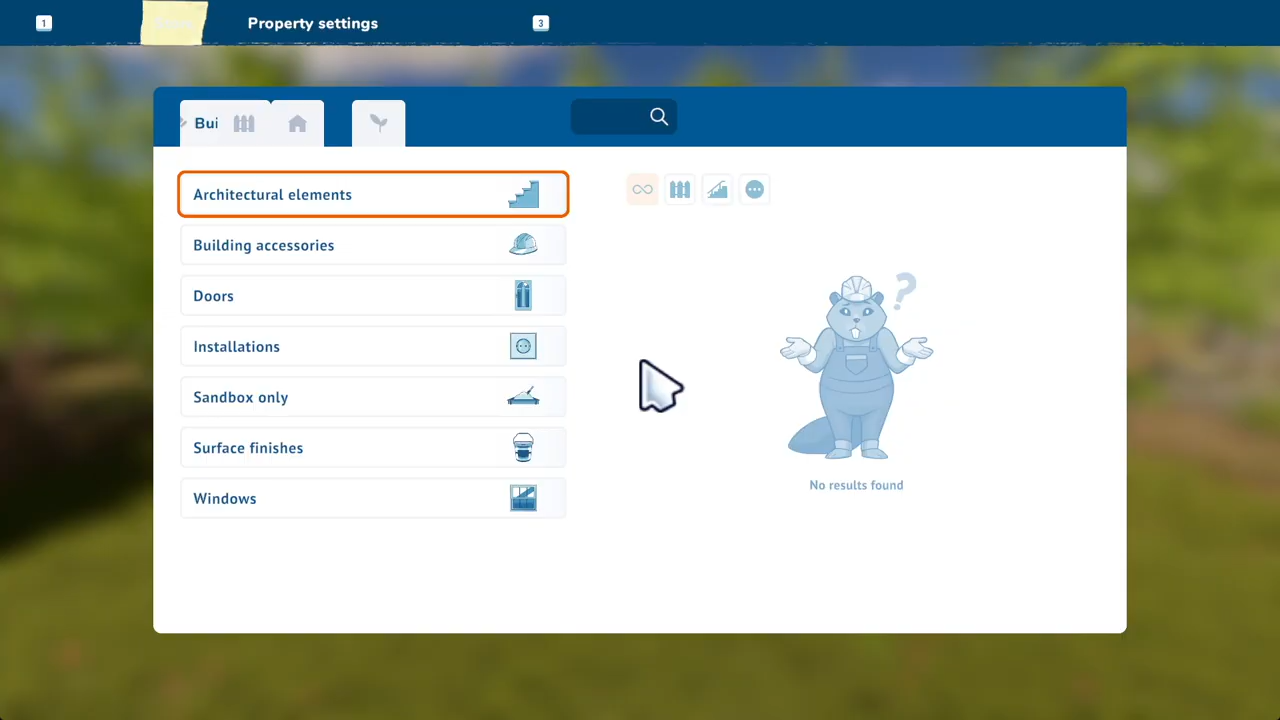 1
Property settings
3
Bui
Architectural elements
Building accessories
Doors
Installations
Sandbox only
Surface finishes
Windows
?
No results found